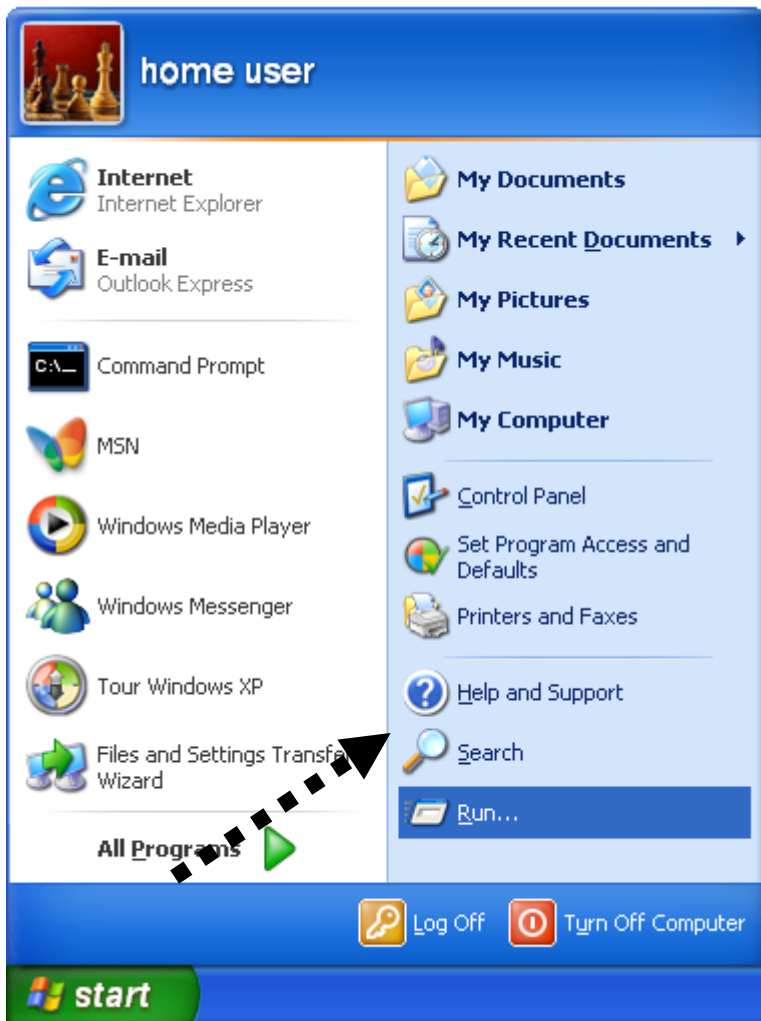 home user
Internet
Internet Explorer
E-mail
Outlook Express
C:\_
Command Prompt
MSN
Windows Media Player
Windows Messenger
Tour Windows XP
Files and Settings Transfer
Wizard
All Programs
My Documents
My Recent Documents
My Pictures
My Music
My Computer
Control Panel
Set Program Access and
Defaults
Printers and Faxes
Help and Support
Search
Run...
Log Off
Turn Off Computer
start